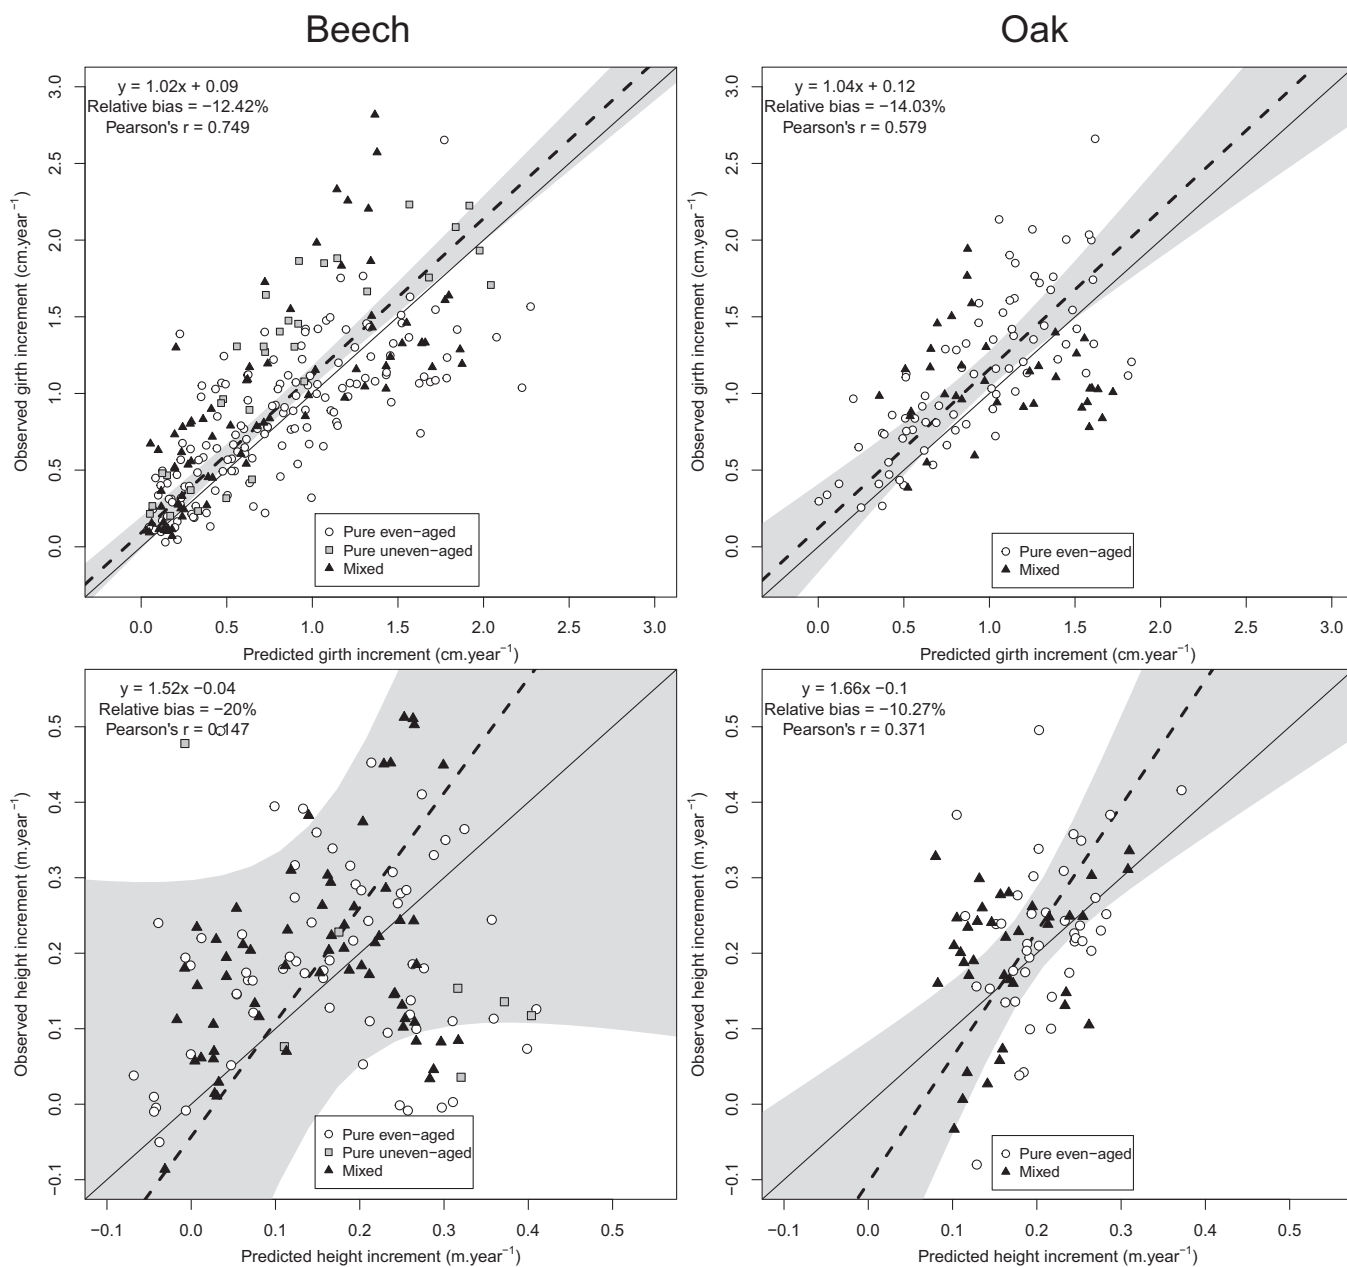 Beech
Oak
y = 1.02x + 0.09
Relative bias = −12.42%
Pearson's r = 0.749
Observed girth increment (cm.year⁻¹)
3.0
2.5
2.0
1.5
1.0
0.5
0.0
Pure even−aged
Pure uneven−aged
Mixed
0.0 0.5 1.0 1.5 2.0 2.5 3.0
Predicted girth increment (cm.year⁻¹)
y = 1.04x + 0.12
Relative bias = −14.03%
Pearson's r = 0.579
Observed girth increment (cm.year⁻¹)
3.0
2.5
2.0
1.5
1.0
0.5
0.0
Pure even−aged
Mixed
0.0 0.5 1.0 1.5 2.0 2.5 3.0
Predicted girth increment (cm.year⁻¹)
y = 1.52x −0.04
Relative bias = −20%
Pearson's r = 0.147
Observed height increment (m.year⁻¹)
0.5
0.4
0.3
0.2
0.1
0.0
−0.1
Pure even−aged
Pure uneven−aged
Mixed
−0.1 0.0 0.1 0.2 0.3 0.4 0.5
Predicted height increment (m.year⁻¹)
y = 1.66x −0.1
Relative bias = −10.27%
Pearson's r = 0.371
Observed height increment (m.year⁻¹)
0.5
0.4
0.3
0.2
0.1
0.0
−0.1
Pure even−aged
Mixed
−0.1 0.0 0.1 0.2 0.3 0.4 0.5
Predicted height increment (m.year⁻¹)